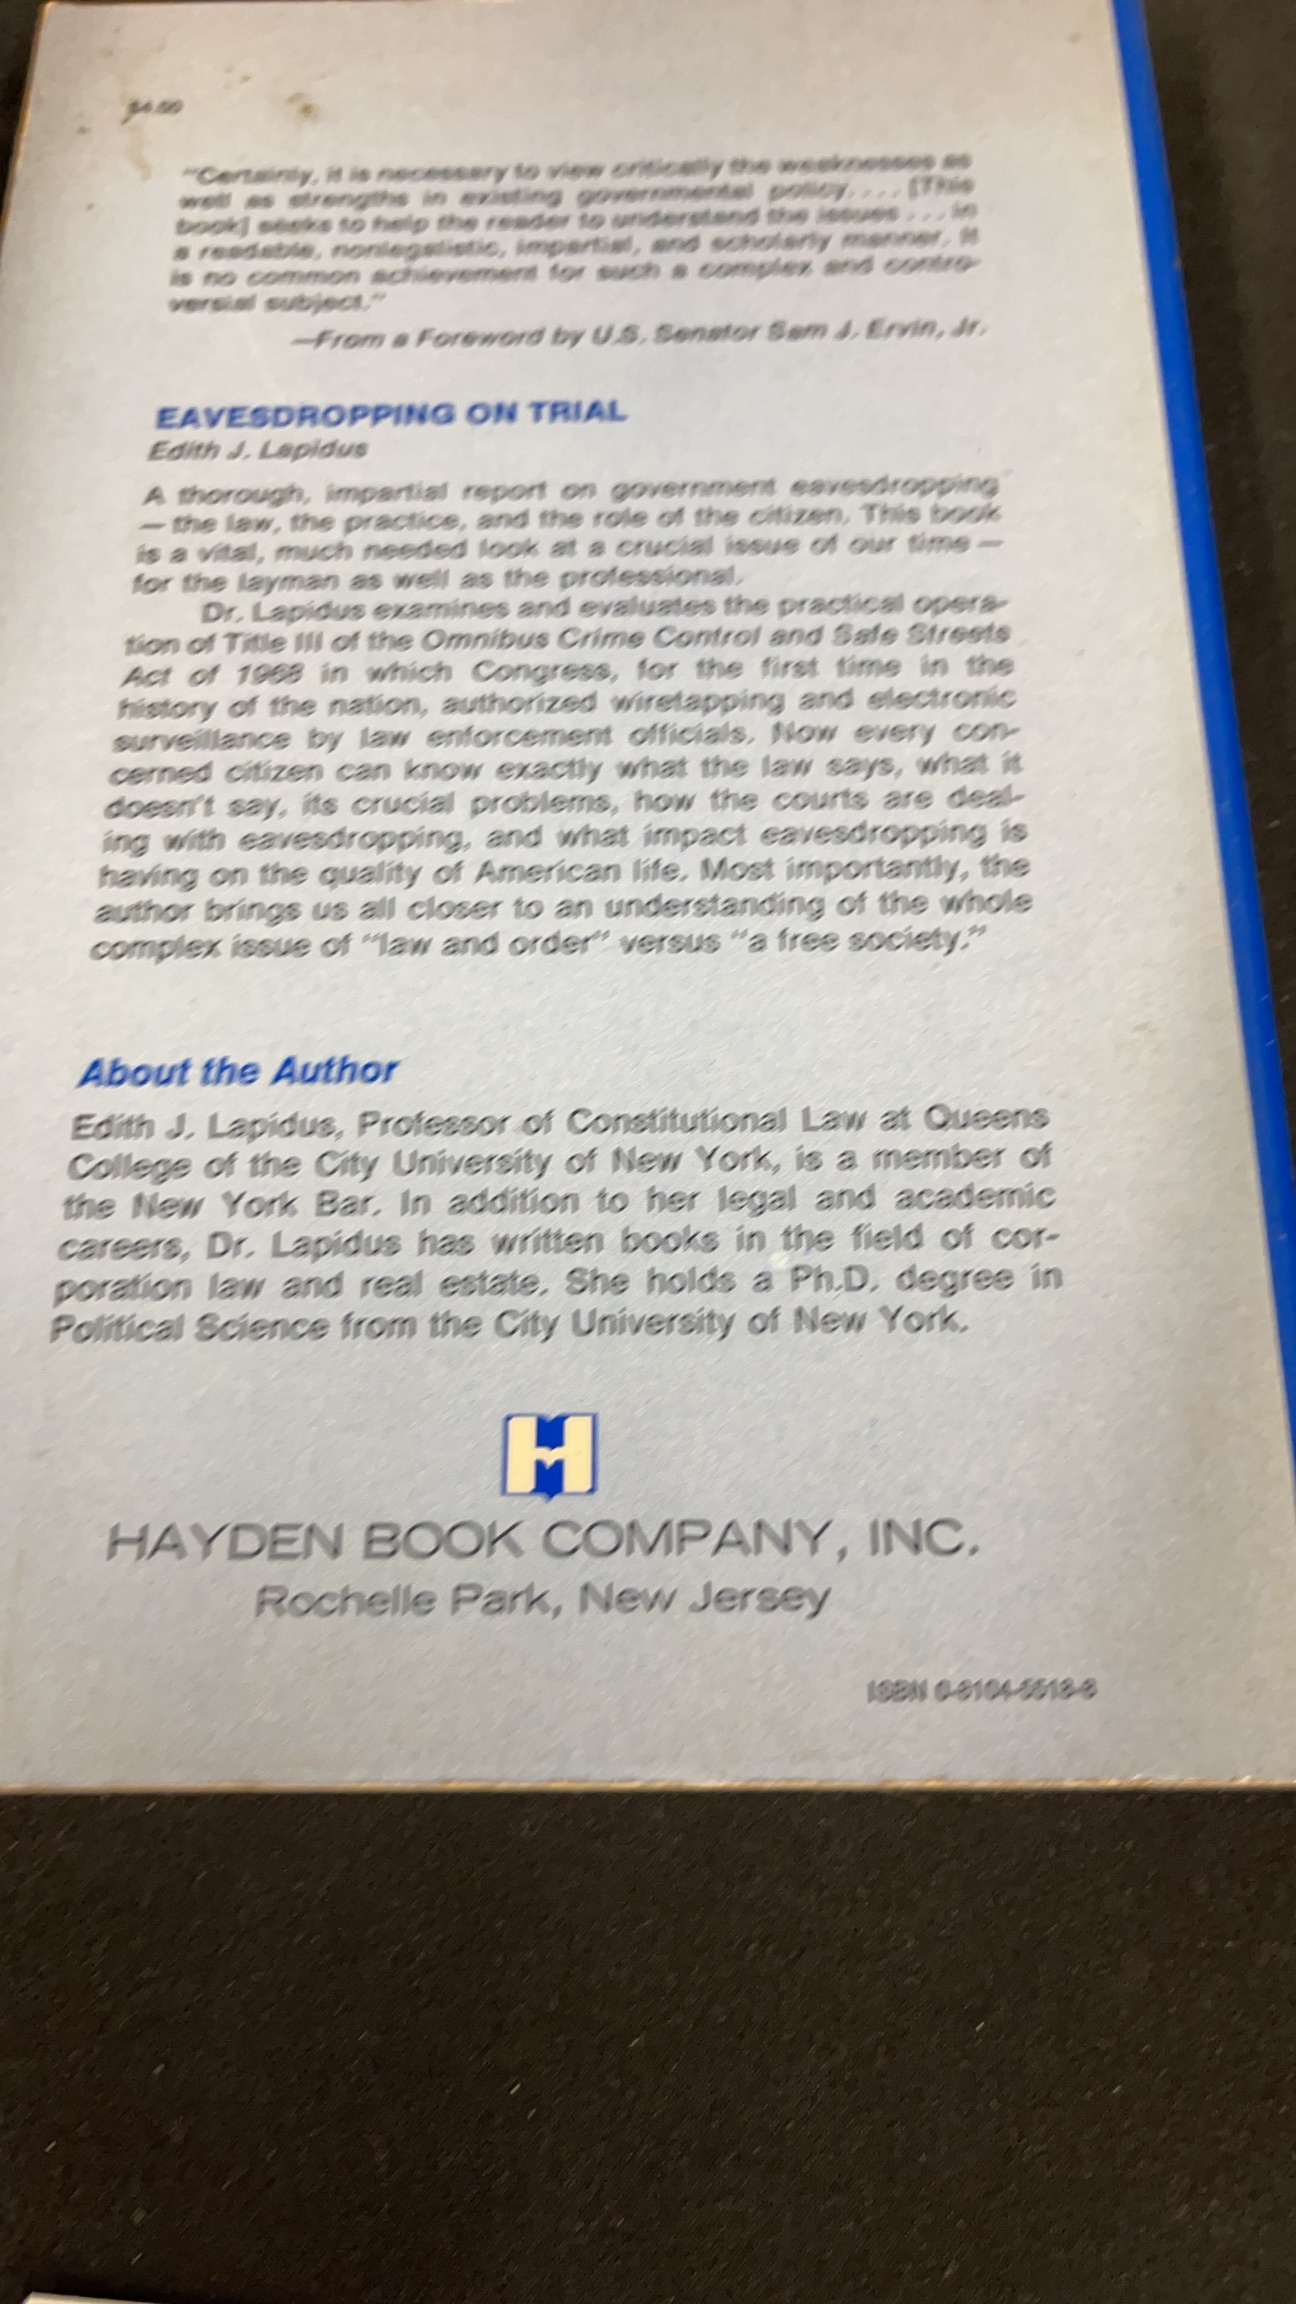 "Certainly, it is necessary to view critically the weaknesses as
well as strengths in existing governmental policy.... [This
book] seeks to help the reader to understand the issues ... in
a readable, nonlegalistic, impartial, and scholarly manner. It
is no common achievement for such a complex and contro-
versial subject."
—From a Foreword by U.S. Senator Sam J. Ervin, Jr.
EAVESDROPPING ON TRIAL
Edith J. Lapidus
A thorough, impartial report on government eavesdropping
— the law, the practice, and the role of the citizen. This book
is a vital, much needed look at a crucial issue of our time —
for the layman as well as the professional.
Dr. Lapidus examines and evaluates the practical opera-
tion of Title III of the Omnibus Crime Control and Safe Streets
Act of 1968 in which Congress, for the first time in the
history of the nation, authorized wiretapping and electronic
surveillance by law enforcement officials. Now every con-
cerned citizen can know exactly what the law says, what it
doesn't say, its crucial problems, how the courts are deal-
ing with eavesdropping, and what impact eavesdropping is
having on the quality of American life. Most importantly, the
author brings us all closer to an understanding of the whole
complex issue of "law and order" versus "a free society."
About the Author
Edith J. Lapidus, Professor of Constitutional Law at Queens
College of the City University of New York, is a member of
the New York Bar. In addition to her legal and academic
careers, Dr. Lapidus has written books in the field of cor-
poration law and real estate. She holds a Ph.D. degree in
Political Science from the City University of New York.
H
HAYDEN BOOK COMPANY, INC.
Rochelle Park, New Jersey
ISBN